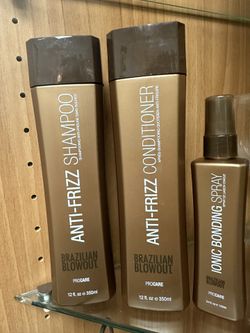 ANTI-FRIZZ SHAMPOO
BRAZILIAN
BLOWOUT
PROCARE
12 fl oz ℮ 350ml
ANTI-FRIZZ CONDITIONER
BRAZILIAN
BLOWOUT
PROCARE
12 fl oz ℮ 350ml
IONIC BONDING SPRAY
BRAZILIAN
BLOWOUT
PROCARE